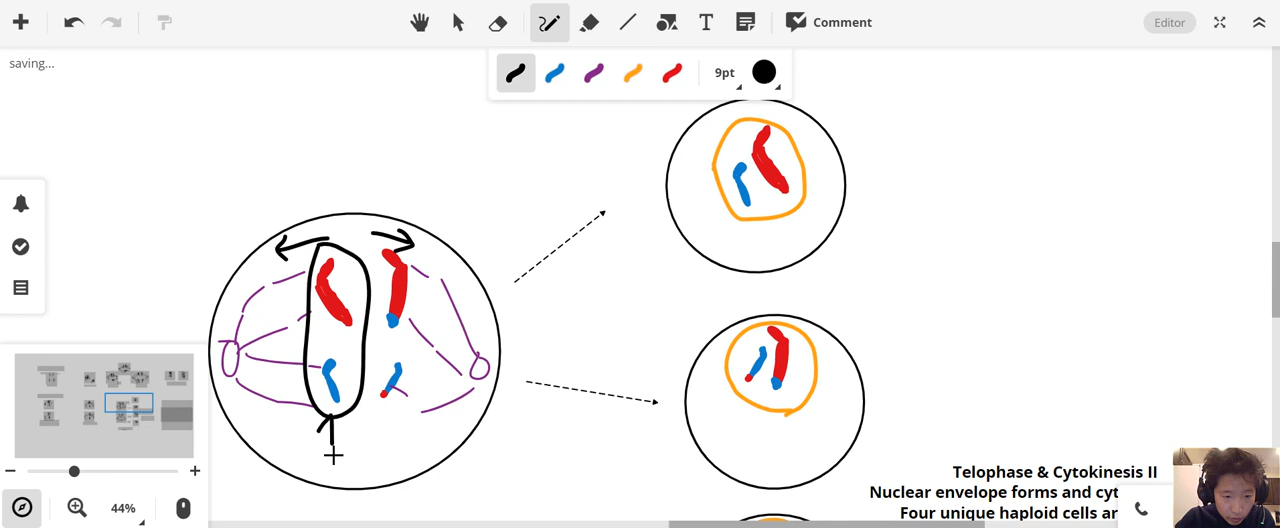 Comment
Editor
saving...
9pt
Telophase & Cytokinesis II
Nuclear envelope forms and cyt
Four unique haploid cells ar
44%